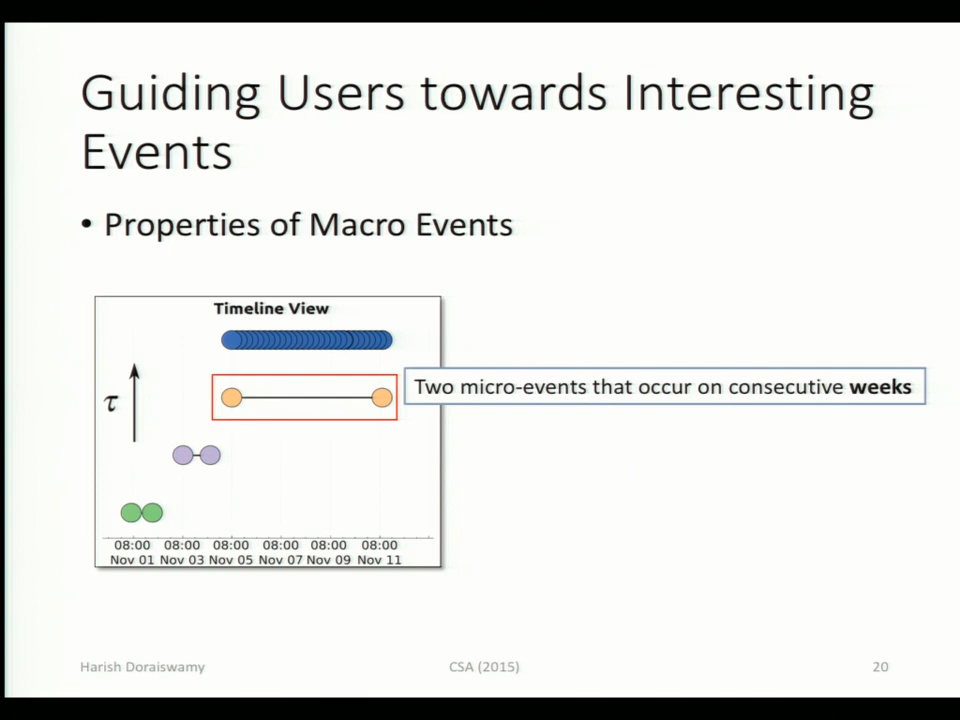 Guiding Users towards Interesting
Events
• Properties of Macro Events
Timeline View
τ
Two micro-events that occur on consecutive weeks
08:00 08:00 08:00 08:00 08:00 08:00
Nov 01 Nov 03 Nov 05 Nov 07 Nov 09 Nov 11
Harish Doraiswamy CSA (2015) 20